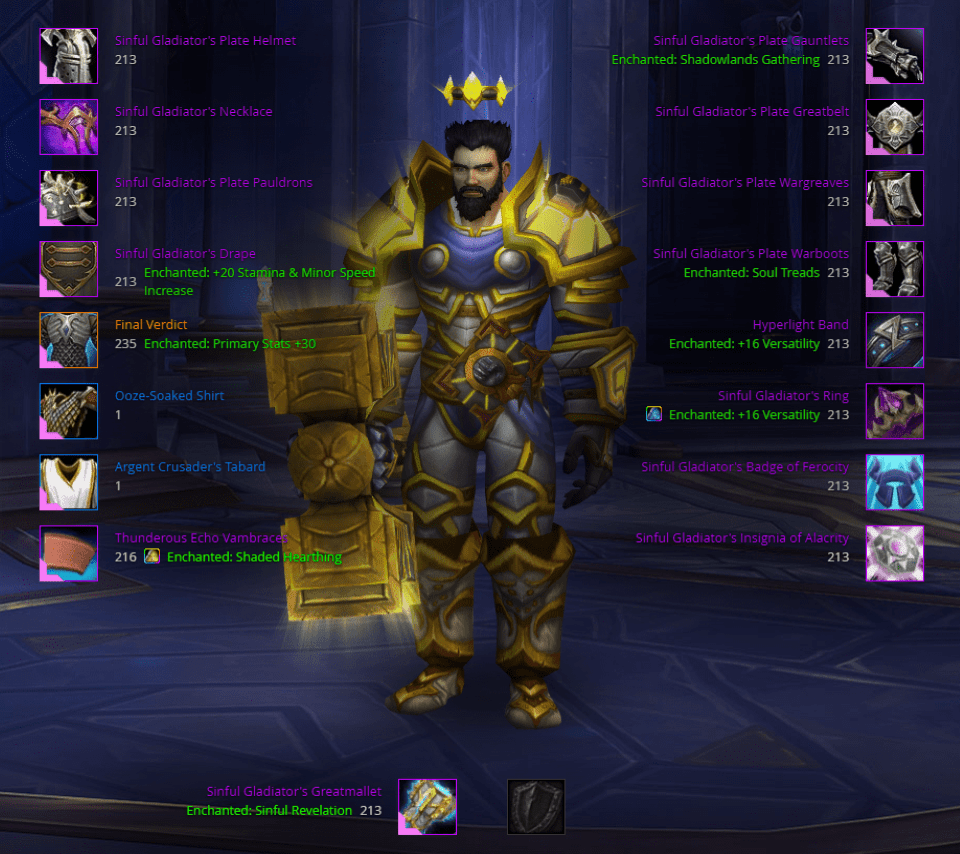 Sinful Gladiator's Plate Helmet
213
Sinful Gladiator's Necklace
213
Sinful Gladiator's Plate Pauldrons
213
Sinful Gladiator's Drape
213 Enchanted: +20 Stamina & Minor Speed
Increase
Final Verdict
235 Enchanted: Primary Stats +30
Ooze-Soaked Shirt
1
Argent Crusader's Tabard
1
Thunderous Echo Vambraces
216 Enchanted: Shaded Hearthing
Sinful Gladiator's Plate Gauntlets
Enchanted: Shadowlands Gathering 213
Sinful Gladiator's Plate Greatbelt
213
Sinful Gladiator's Plate Wargreaves
213
Sinful Gladiator's Plate Warboots
Enchanted: Soul Treads 213
Hyperlight Band
Enchanted: +16 Versatility 213
Sinful Gladiator's Ring
Enchanted: +16 Versatility 213
Sinful Gladiator's Badge of Ferocity
213
Sinful Gladiator's Insignia of Alacrity
213
Sinful Gladiator's Greatmallet
Enchanted: Sinful Revelation 213